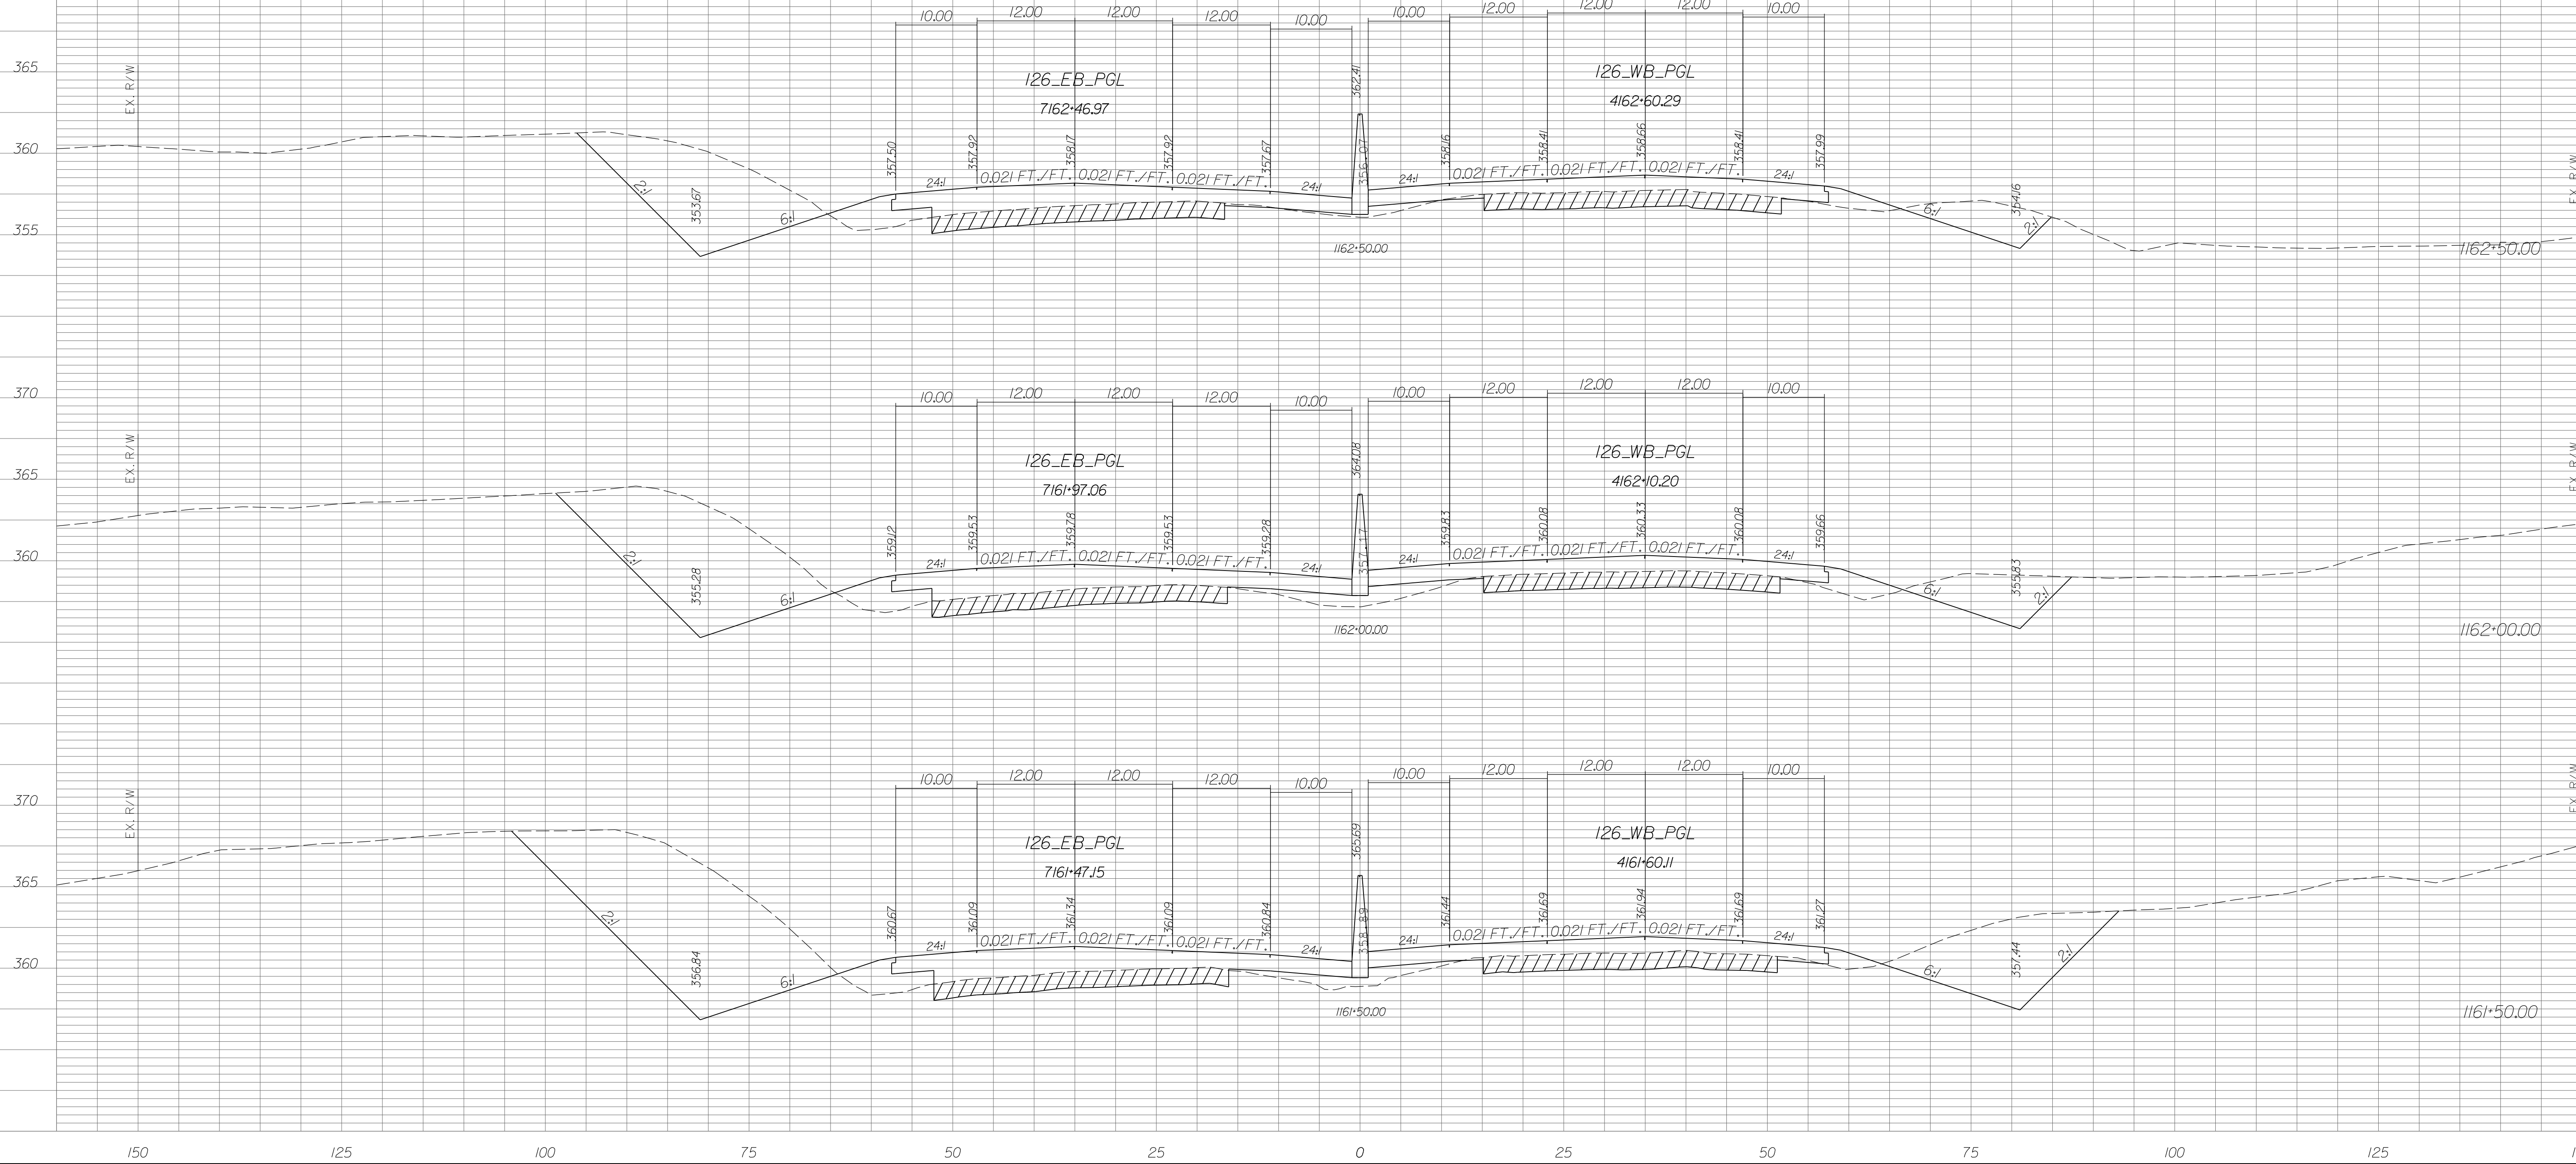 10.00 12.00 12.00 12.00 10.00 10.00 12.00 12.00 12.00 10.00
365
EX. R/W
126_EB_PGL
7162+46.97
362.41
126_WB_PGL
4162+60.29
360
357.50 357.92 358.17 357.92 357.67 356.07 358.16 358.41 358.66 358.41 357.99
EX. R/W
24:1 0.021 FT./FT. 0.021 FT./FT. 0.021 FT./FT. 24:1 24:1 0.021 FT./FT. 0.021 FT./FT. 0.021 FT./FT. 24:1
2:1 353.67 6:1 6:1 354.16 2:1
355
1162+50.00
1162+50.00
10.00 12.00 12.00 12.00 10.00 10.00 12.00 12.00 12.00 10.00
370
EX. R/W
126_EB_PGL
7161+97.06
364.08
126_WB_PGL
4162+10.20
EX. R/W
365
359.12 359.53 359.78 359.53 359.28 357.17 359.83 360.08 360.33 360.08 359.66
24:1 0.021 FT./FT. 0.021 FT./FT. 0.021 FT./FT. 24:1 24:1 0.021 FT./FT. 0.021 FT./FT. 0.021 FT./FT. 24:1
360
2:1 355.28 6:1 6:1 355.83 2:1
1162+00.00
1162+00.00
10.00 12.00 12.00 12.00 10.00 10.00 12.00 12.00 12.00 10.00
370
EX. R/W
126_EB_PGL
7161+47.15
365.69
126_WB_PGL
4161+60.11
EX. R/W
365
360.67 361.09 361.34 361.09 360.84 358.89 361.44 361.69 361.94 361.69 361.27
24:1 0.021 FT./FT. 0.021 FT./FT. 0.021 FT./FT. 24:1 24:1 0.021 FT./FT. 0.021 FT./FT. 0.021 FT./FT. 24:1
360
2:1 356.84 6:1 6:1 357.44 2:1
1161+50.00
1161+50.00
150 125 100 75 50 25 0 25 50 75 100 125